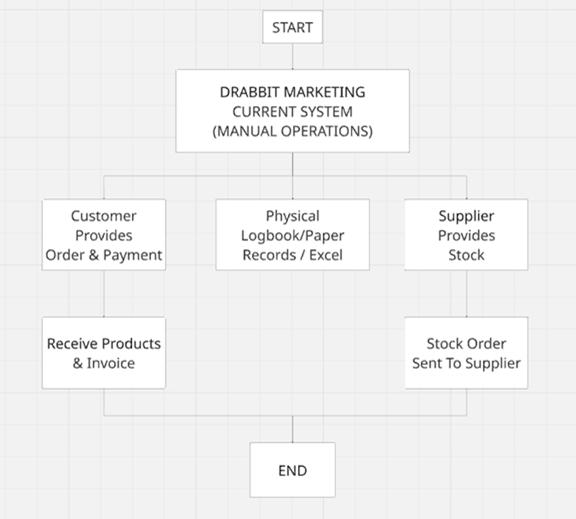 START
DRABBIT MARKETING
CURRENT SYSTEM
(MANUAL OPERATIONS)
Customer
Provides
Order & Payment
Physical
Logbook/Paper
Records / Excel
Supplier
Provides
Stock
Receive Products
& Invoice
Stock Order
Sent To Supplier
END